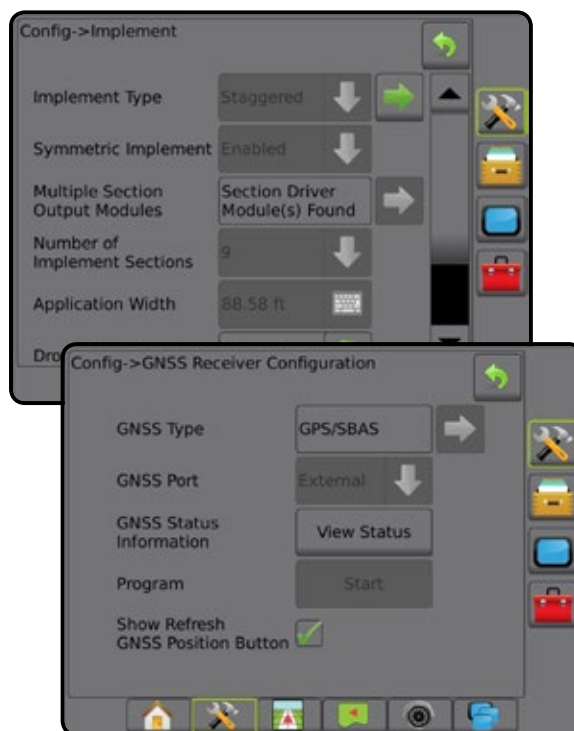 Config->Implement
Implement Type
Staggered
Symmetric Implement
Enabled
Multiple Section
Output Modules
Section Driver
Module(s) Found
Number of
Implement Sections
9
Application Width
88.58 ft
Dro
Config->GNSS Receiver Configuration
GNSS Type
GPS/SBAS
GNSS Port
External
GNSS Status
Information
View Status
Program
Start
Show Refresh
GNSS Position Button